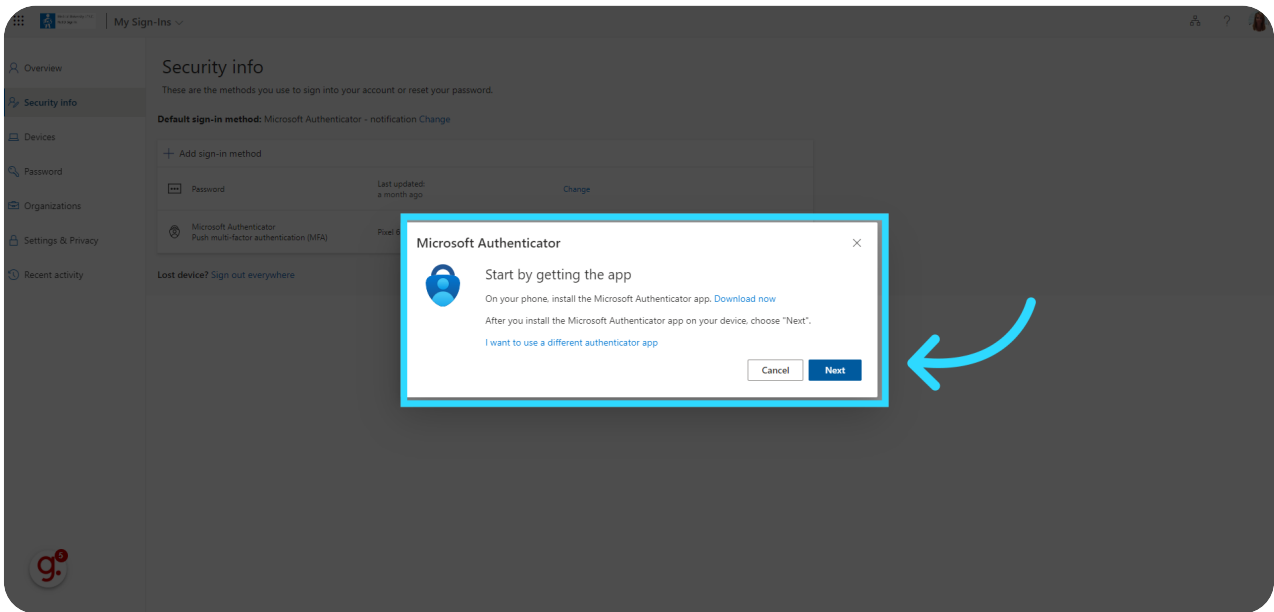 My Sign-Ins
?
Overview
Security info
Devices
Password
Organizations
Settings & Privacy
Recent activity
Security info
These are the methods you use to sign into your account or reset your password.
Default sign-in method: Microsoft Authenticator - notification Change
+ Add sign-in method
Password
Last updated:
a month ago
Change
Microsoft Authenticator
Push multi-factor authentication (MFA)
Pixel 6
Lost device? Sign out everywhere
Microsoft Authenticator
Start by getting the app
On your phone, install the Microsoft Authenticator app. Download now
After you install the Microsoft Authenticator app on your device, choose "Next".
I want to use a different authenticator app
Cancel
Next
g.
5